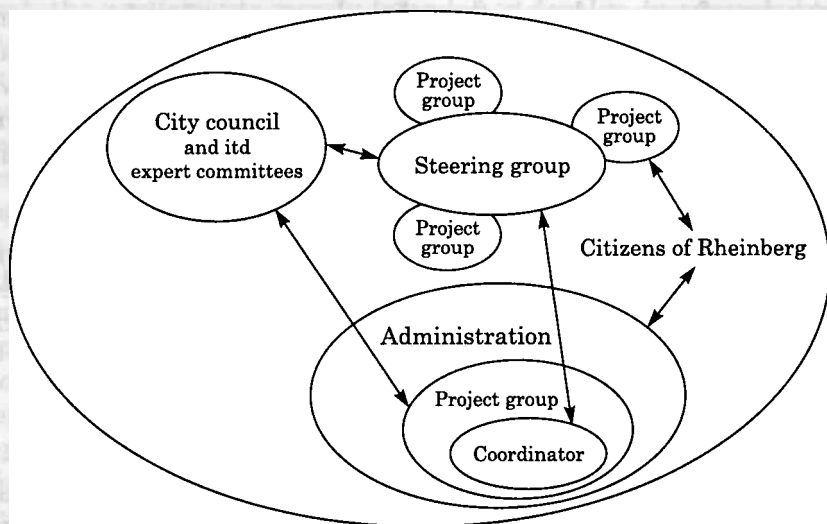 Project
group
City council
and itd
expert committees
Project
group
Steering group
Project
group
Citizens of Rheinberg
Administration
Project group
Coordinator